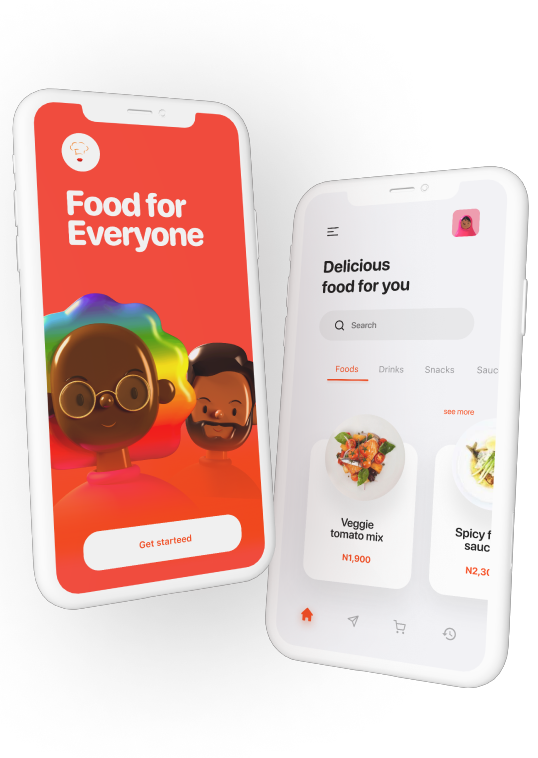 Food for
Everyone
Get starteed
Delicious
food for you
Search
Foods Drinks Snacks Sauc
see more
Veggie
tomato mix
N1,900
Spicy f
sauc
N2,30